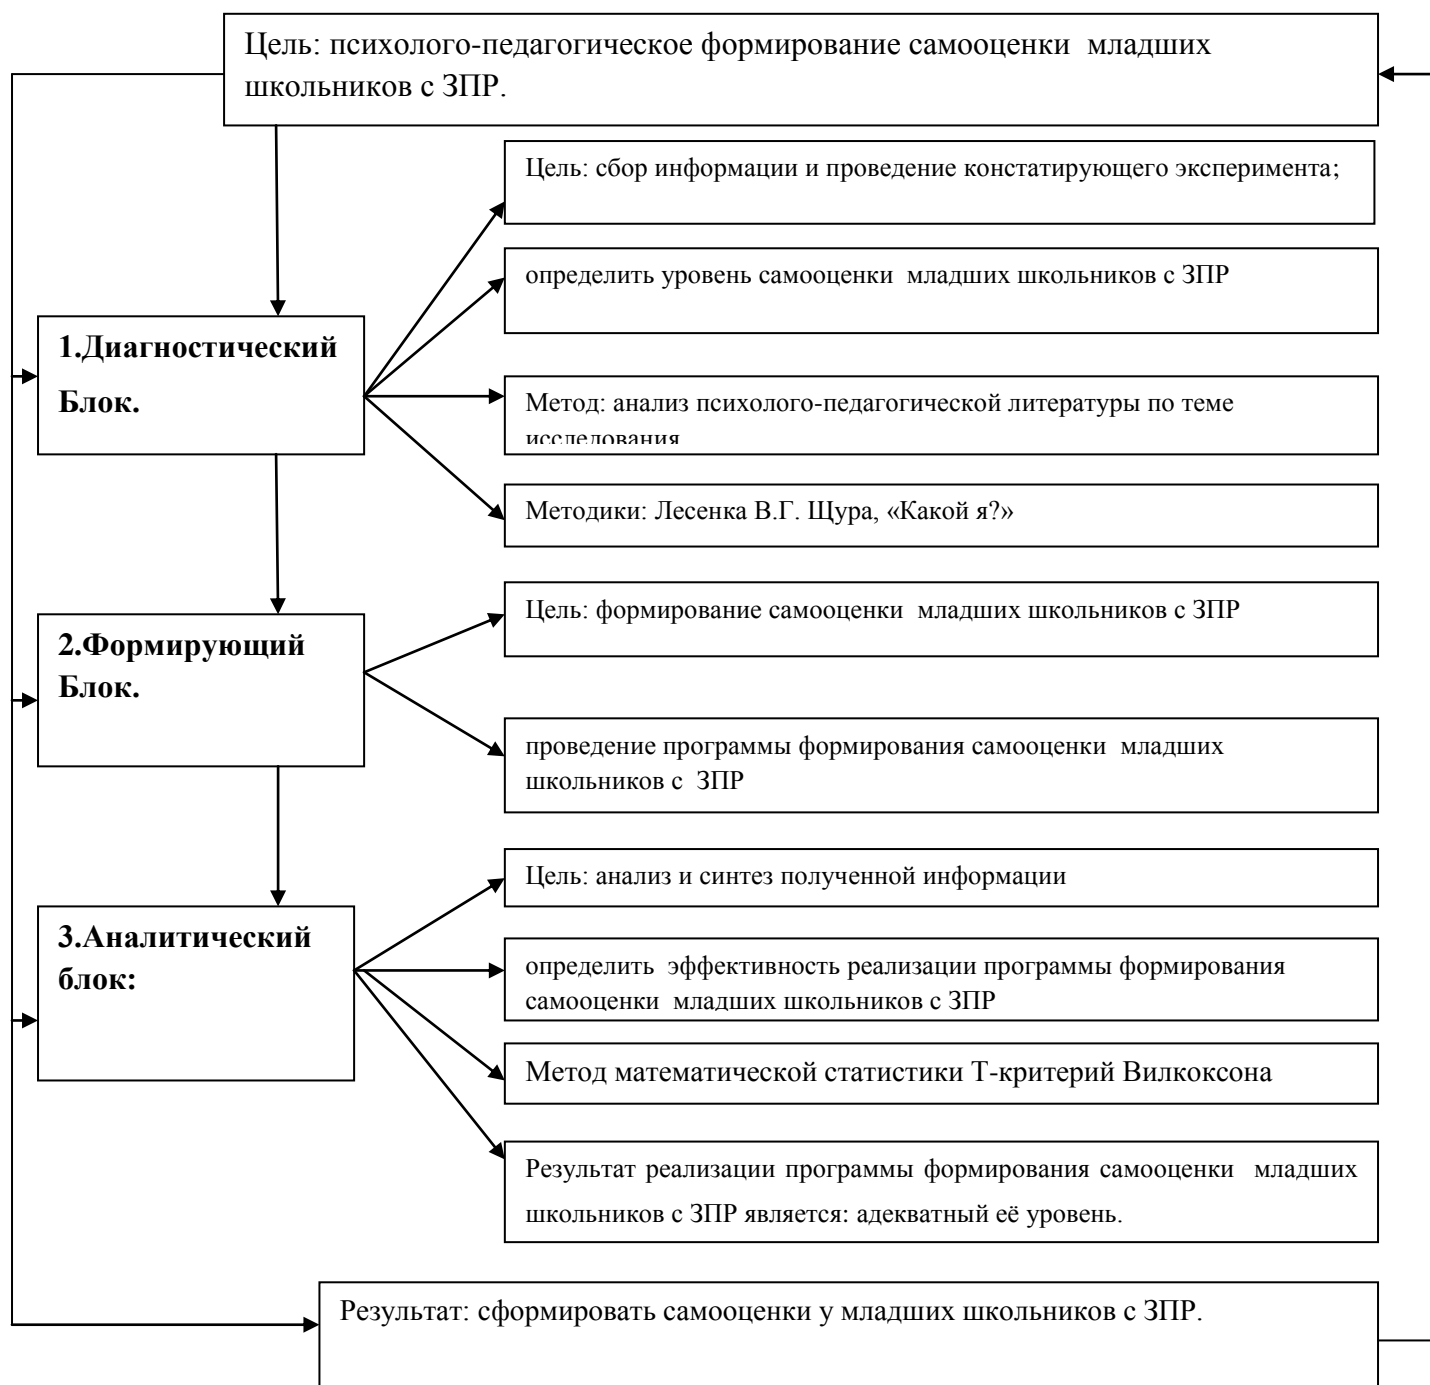 Цель: психолого-педагогическое формирование самооценки младших
школьников с ЗПР.
Цель: сбор информации и проведение констатирующего эксперимента;
определить уровень самооценки младших школьников с ЗПР
1.Диагностический
Блок.
Метод: анализ психолого-педагогической литературы по теме
исследования
Методики: Лесенка В.Г. Щура, «Какой я?»
Цель: формирование самооценки младших школьников с ЗПР
2.Формирующий
Блок.
проведение программы формирования самооценки младших
школьников с ЗПР
Цель: анализ и синтез полученной информации
3.Аналитический
блок:
определить эффективность реализации программы формирования
самооценки младших школьников с ЗПР
Метод математической статистики Т-критерий Вилкоксона
Результат реализации программы формирования самооценки младших
школьников с ЗПР является: адекватный её уровень.
Результат: сформировать самооценки у младших школьников с ЗПР.